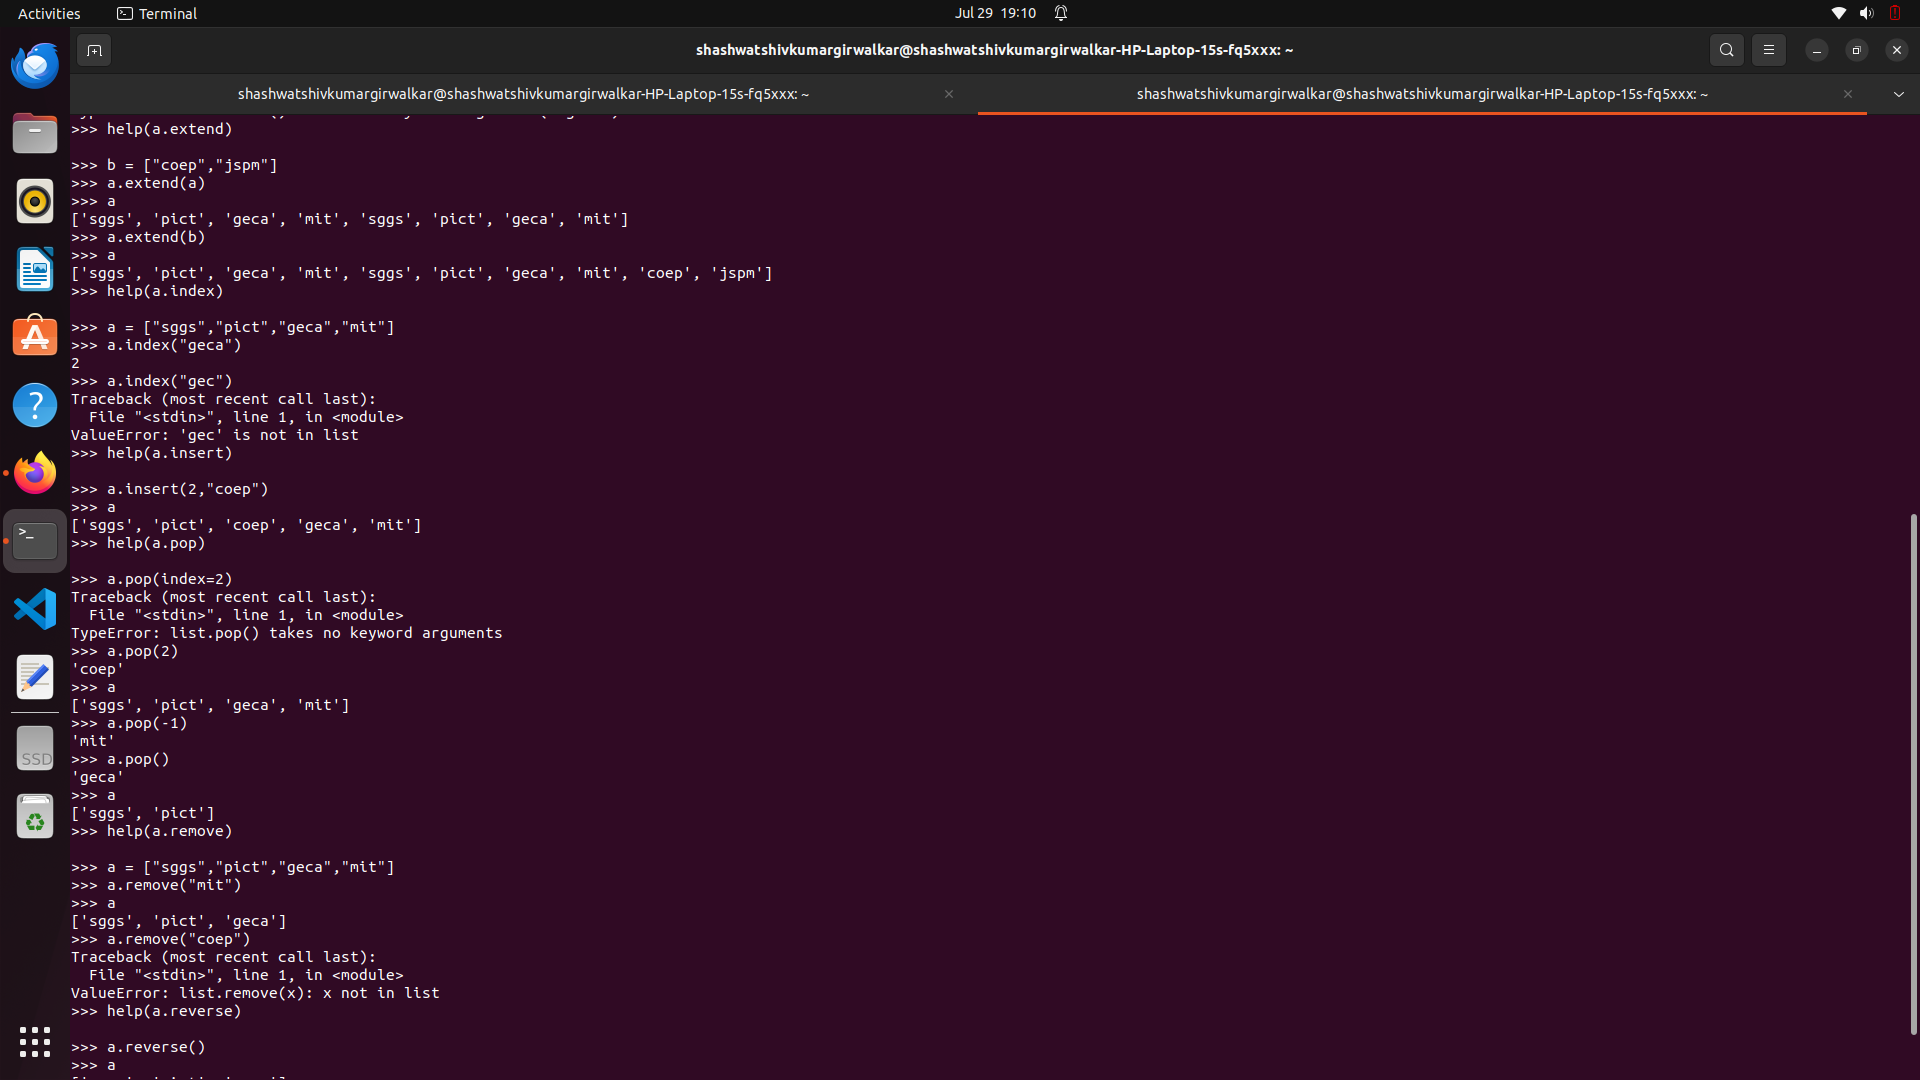 Activities
Terminal
Jul 29 19:10
shashwatshivkumargirwalkar@shashwatshivkumargirwalkar-HP-Laptop-15s-fq5xxx: ~
shashwatshivkumargirwalkar@shashwatshivkumargirwalkar-HP-Laptop-15s-fq5xxx: ~
shashwatshivkumargirwalkar@shashwatshivkumargirwalkar-HP-Laptop-15s-fq5xxx: ~
>>> help(a.extend)
>>> b = ["coep","jspm"]
>>> a.extend(a)
>>> a
['sggs', 'pict', 'geca', 'mit', 'sggs', 'pict', 'geca', 'mit']
>>> a.extend(b)
>>> a
['sggs', 'pict', 'geca', 'mit', 'sggs', 'pict', 'geca', 'mit', 'coep', 'jspm']
>>> help(a.index)
>>> a = ["sggs","pict","geca","mit"]
>>> a.index("geca")
2
>>> a.index("gec")
Traceback (most recent call last):
  File "<stdin>", line 1, in <module>
ValueError: 'gec' is not in list
>>> help(a.insert)
>>> a.insert(2,"coep")
>>> a
['sggs', 'pict', 'coep', 'geca', 'mit']
>>> help(a.pop)
>>> a.pop(index=2)
Traceback (most recent call last):
  File "<stdin>", line 1, in <module>
TypeError: list.pop() takes no keyword arguments
>>> a.pop(2)
'coep'
>>> a
['sggs', 'pict', 'geca', 'mit']
>>> a.pop(-1)
'mit'
>>> a.pop()
'geca'
>>> a
['sggs', 'pict']
>>> help(a.remove)
>>> a = ["sggs","pict","geca","mit"]
>>> a.remove("mit")
>>> a
['sggs', 'pict', 'geca']
>>> a.remove("coep")
Traceback (most recent call last):
  File "<stdin>", line 1, in <module>
ValueError: list.remove(x): x not in list
>>> help(a.reverse)
>>> a.reverse()
>>> a
SSD